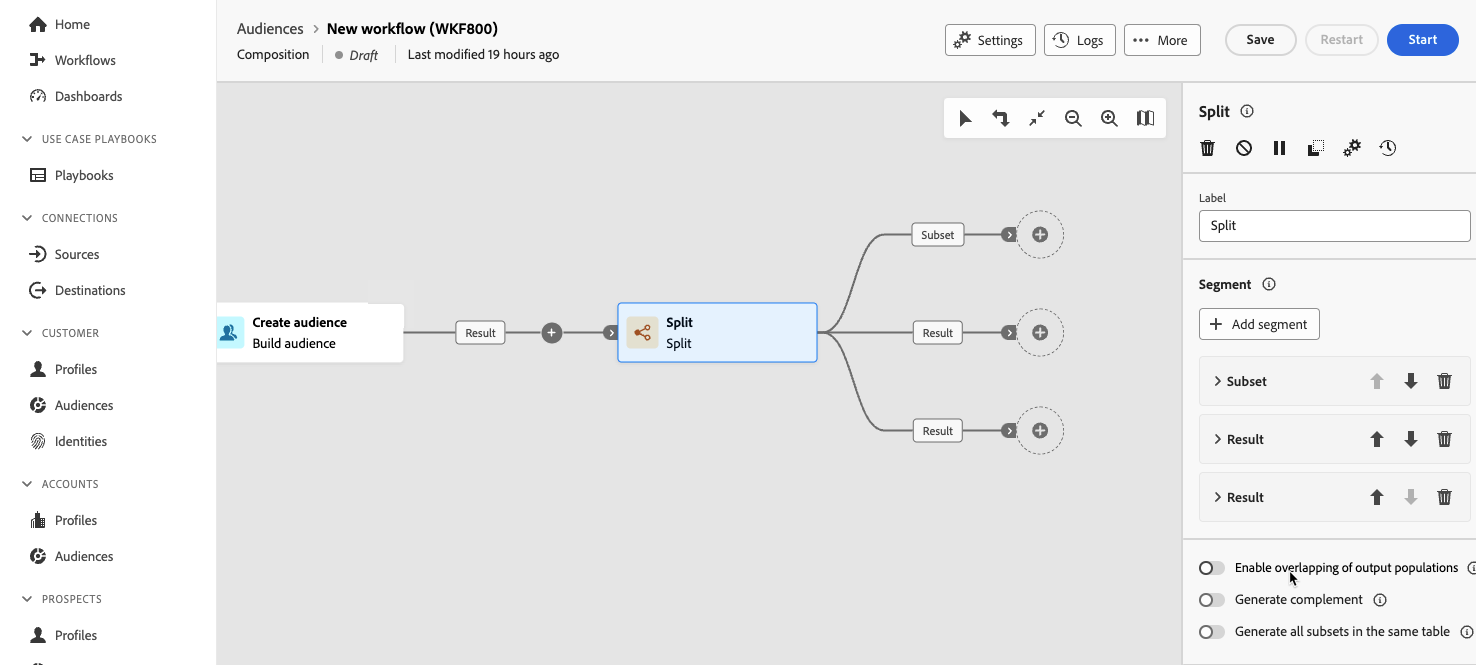 Home
Workflows
Dashboards
USE CASE PLAYBOOKS
Playbooks
CONNECTIONS
Sources
Destinations
CUSTOMER
Profiles
Audiences
Identities
ACCOUNTS
Profiles
Audiences
PROSPECTS
Profiles
Audiences > New workflow (WKF800)
Composition Draft Last modified 19 hours ago
Settings Logs More Save Restart Start
Create audience
Build audience
Result
Split
Split
Subset
Result
Result
Split
Label
Split
Segment
Add segment
Subset
Result
Result
Enable overlapping of output populations
Generate complement
Generate all subsets in the same table